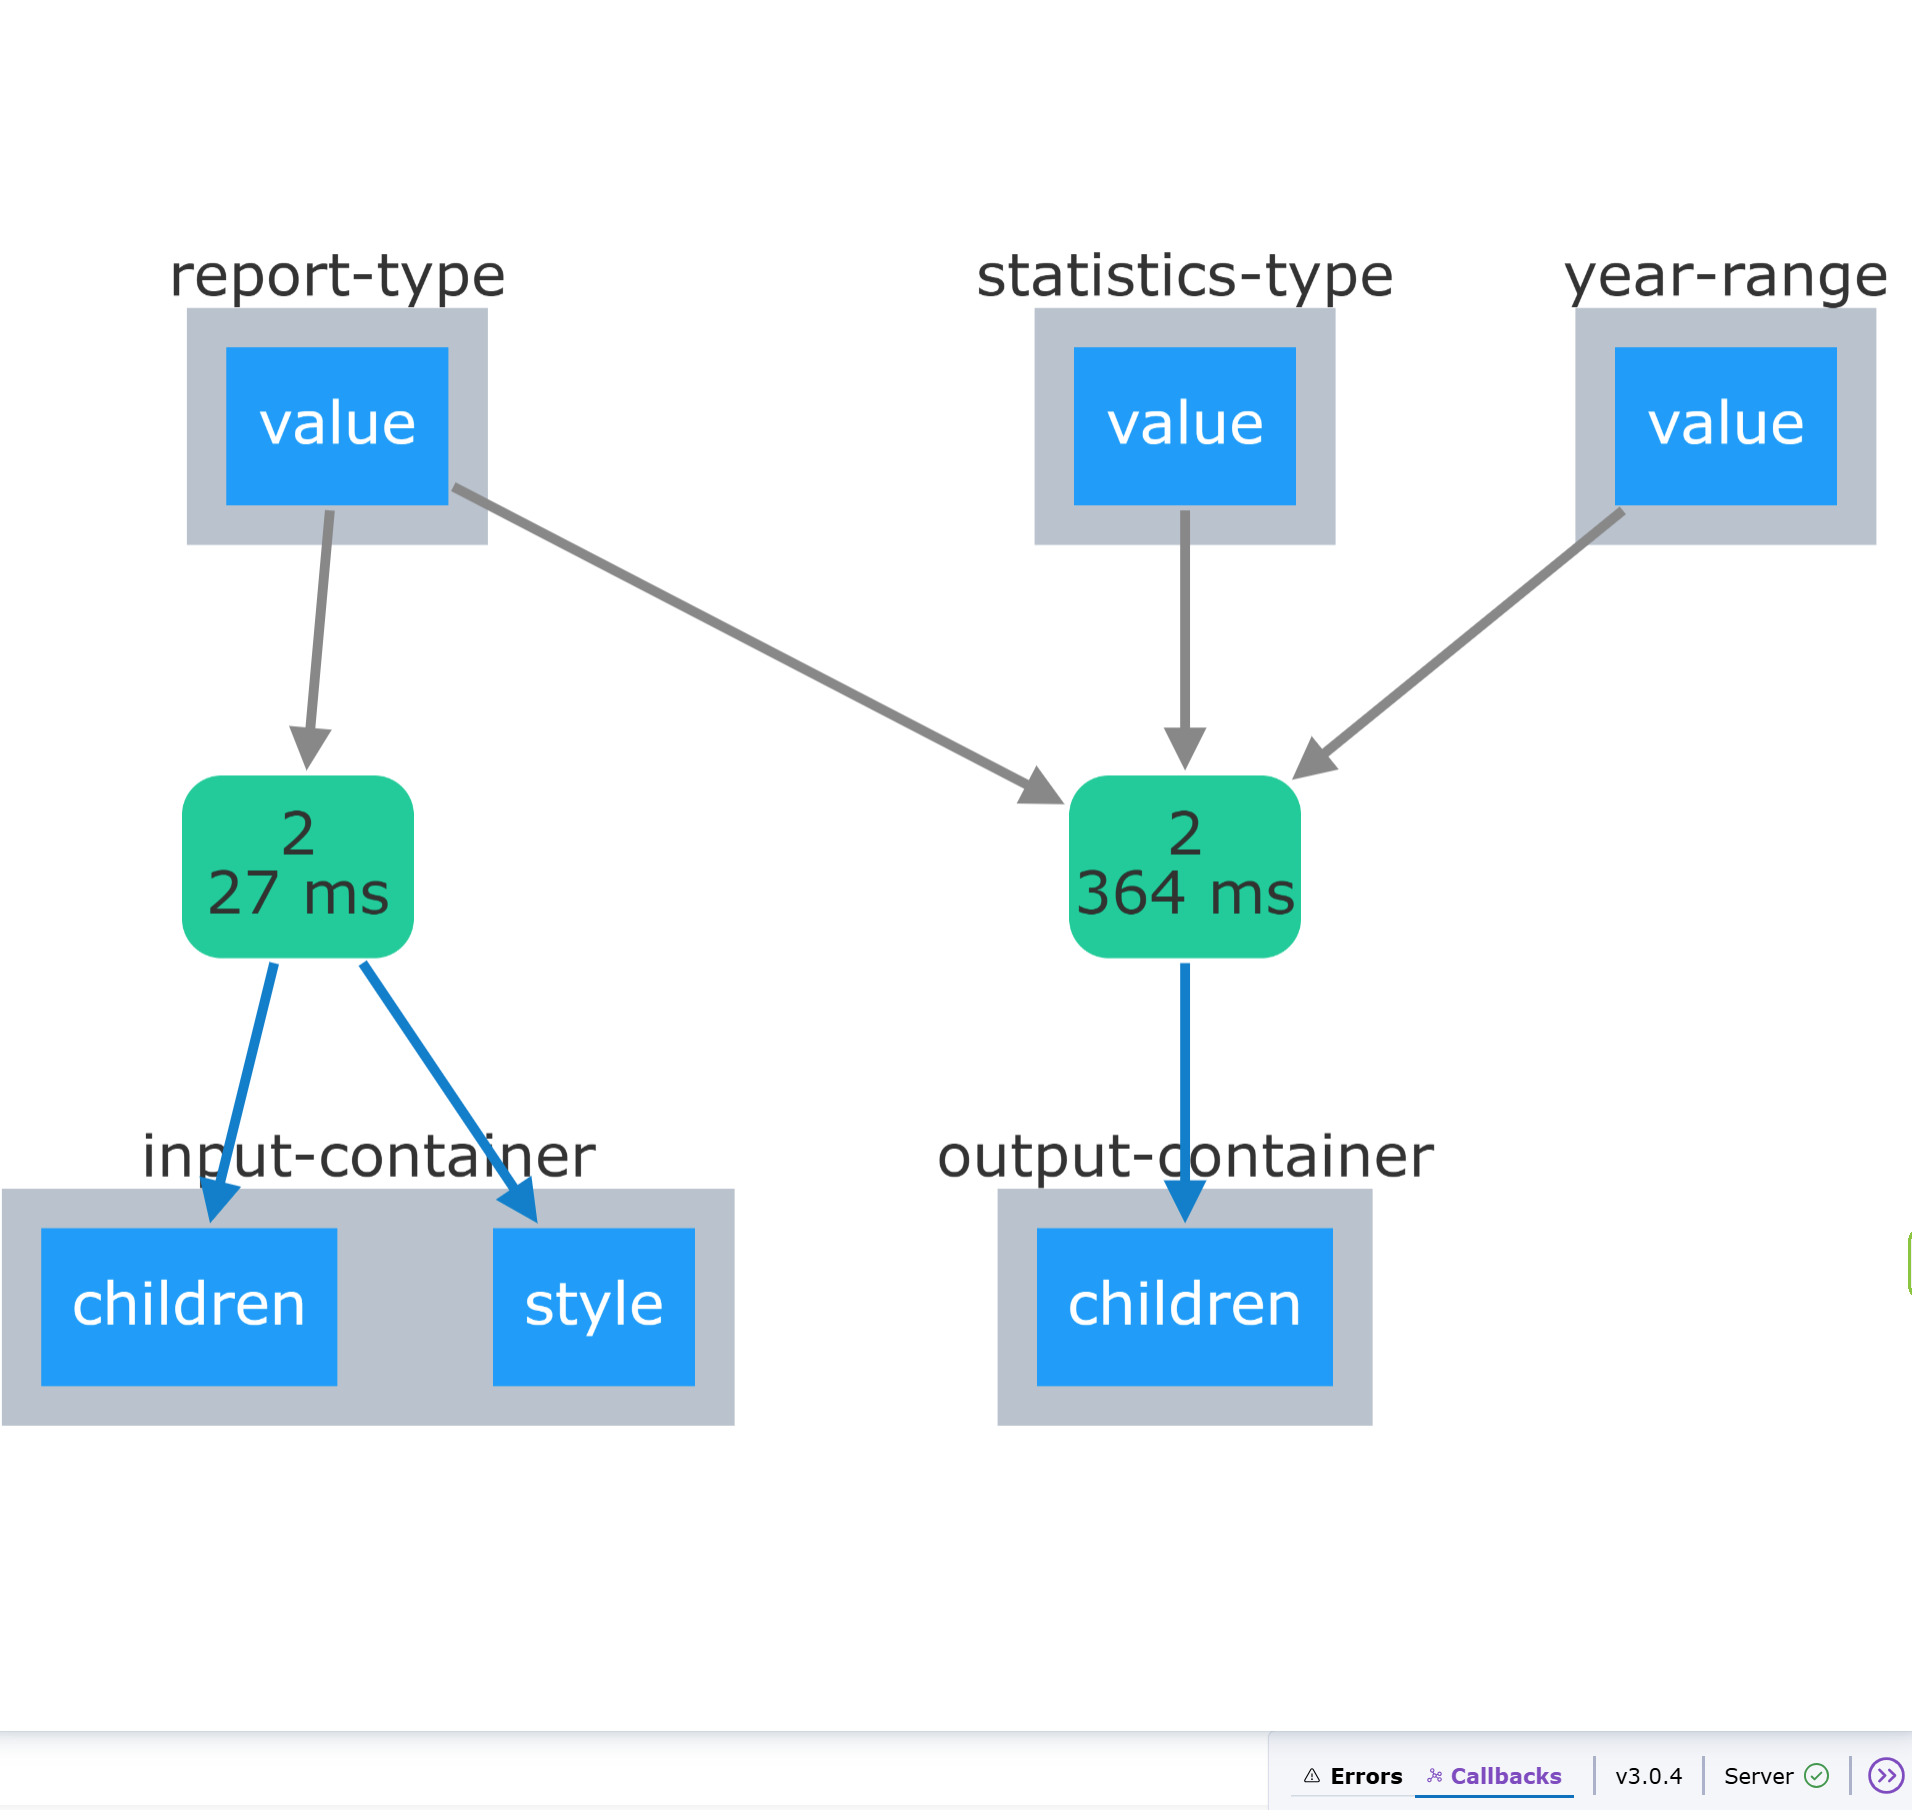 report-type
statistics-type
year-range
value
value
value
2
27 ms
2
364 ms
input-container
output-container
children
style
children
Errors
Callbacks
v3.0.4
Server